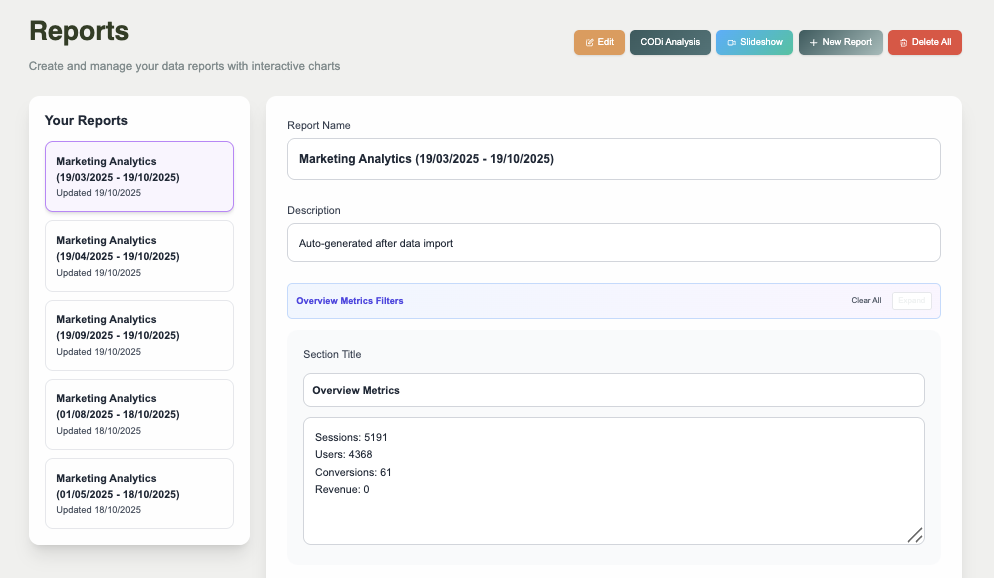 Reports
Create and manage your data reports with interactive charts
Edit
CODi Analysis
Slideshow
New Report
Delete All
Your Reports
Marketing Analytics
(19/03/2025 - 19/10/2025)
Updated 19/10/2025
Marketing Analytics
(19/04/2025 - 19/10/2025)
Updated 19/10/2025
Marketing Analytics
(19/09/2025 - 19/10/2025)
Updated 19/10/2025
Marketing Analytics
(01/08/2025 - 18/10/2025)
Updated 18/10/2025
Marketing Analytics
(01/05/2025 - 18/10/2025)
Updated 18/10/2025
Report Name
Marketing Analytics (19/03/2025 - 19/10/2025)
Description
Auto-generated after data import
Overview Metrics Filters
Clear All
Expand
Section Title
Overview Metrics
Sessions: 5191
Users: 4368
Conversions: 61
Revenue: 0